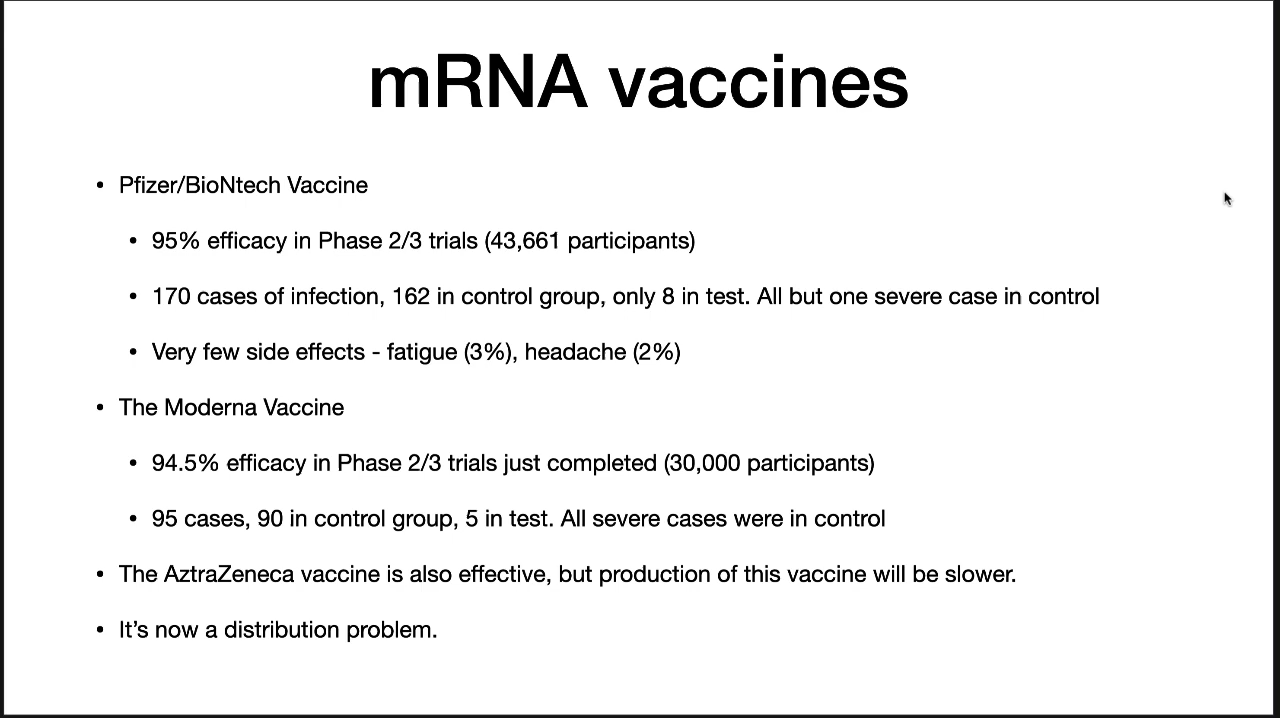 mRNA vaccines
• Pfizer/BioNtech Vaccine
• 95% efficacy in Phase 2/3 trials (43,661 participants)
• 170 cases of infection, 162 in control group, only 8 in test. All but one severe case in control
• Very few side effects - fatigue (3%), headache (2%)
• The Moderna Vaccine
• 94.5% efficacy in Phase 2/3 trials just completed (30,000 participants)
• 95 cases, 90 in control group, 5 in test. All severe cases were in control
• The AztraZeneca vaccine is also effective, but production of this vaccine will be slower.
• It’s now a distribution problem.